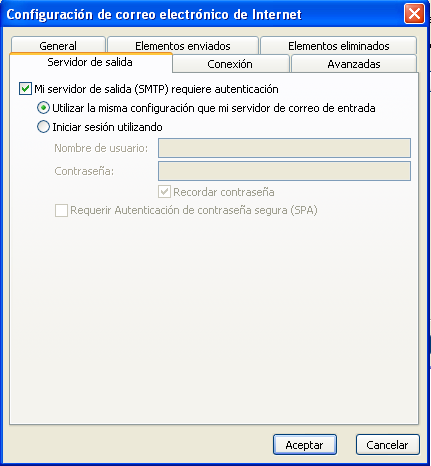 Configuración de correo electrónico de Internet
General
Elementos enviados
Elementos eliminados
Servidor de salida
Conexión
Avanzadas
Mi servidor de salida (SMTP) requiere autenticación
Utilizar la misma configuración que mi servidor de correo de entrada
Iniciar sesión utilizando
Nombre de usuario:
Contraseña:
Recordar contraseña
Requerir Autenticación de contraseña segura (SPA)
Aceptar
Cancelar